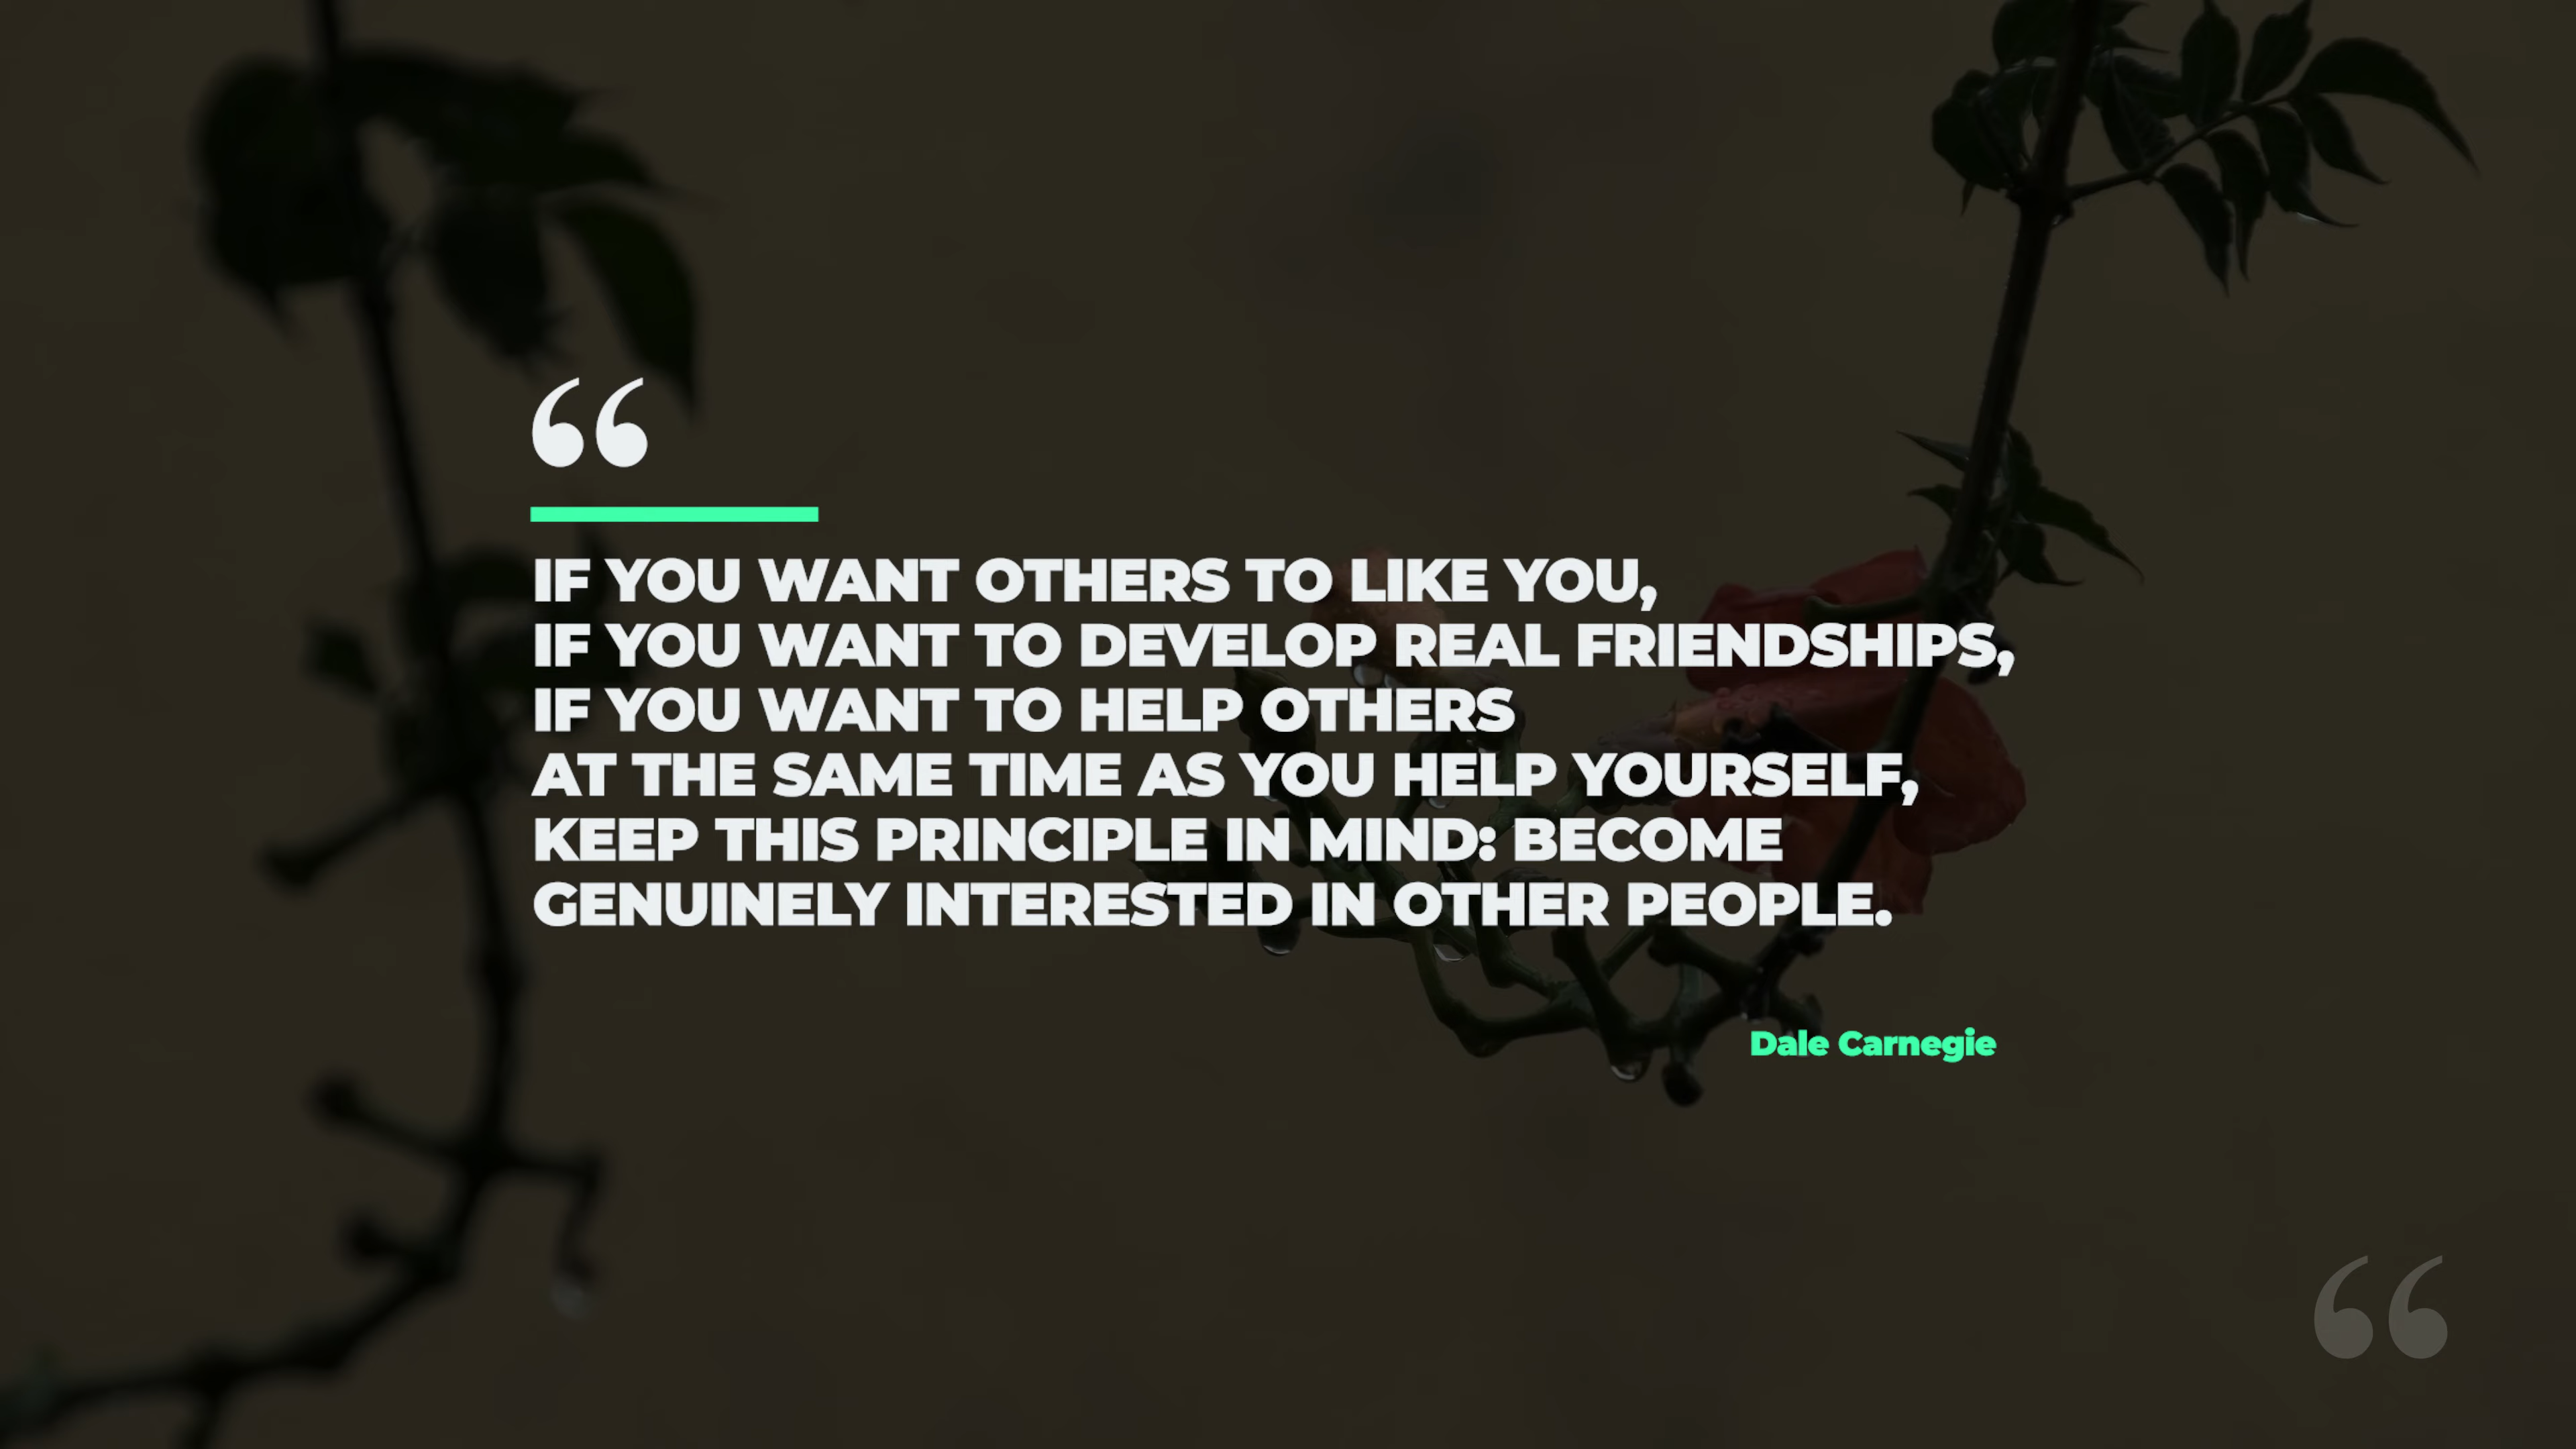 “
IF YOU WANT OTHERS TO LIKE YOU,
IF YOU WANT TO DEVELOP REAL FRIENDSHIPS,
IF YOU WANT TO HELP OTHERS
AT THE SAME TIME AS YOU HELP YOURSELF,
KEEP THIS PRINCIPLE IN MIND: BECOME
GENUINELY INTERESTED IN OTHER PEOPLE.
Dale Carnegie
“